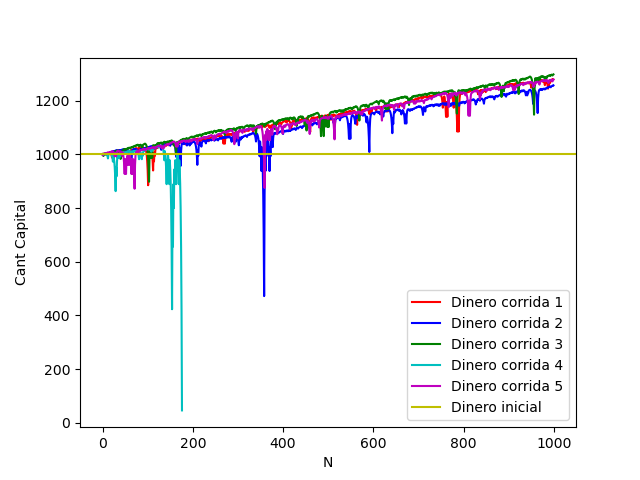 Cant Capital
1200
1000
800
600
400
200
0
0
200
400
600
800
1000
N
Dinero corrida 1
Dinero corrida 2
Dinero corrida 3
Dinero corrida 4
Dinero corrida 5
Dinero inicial